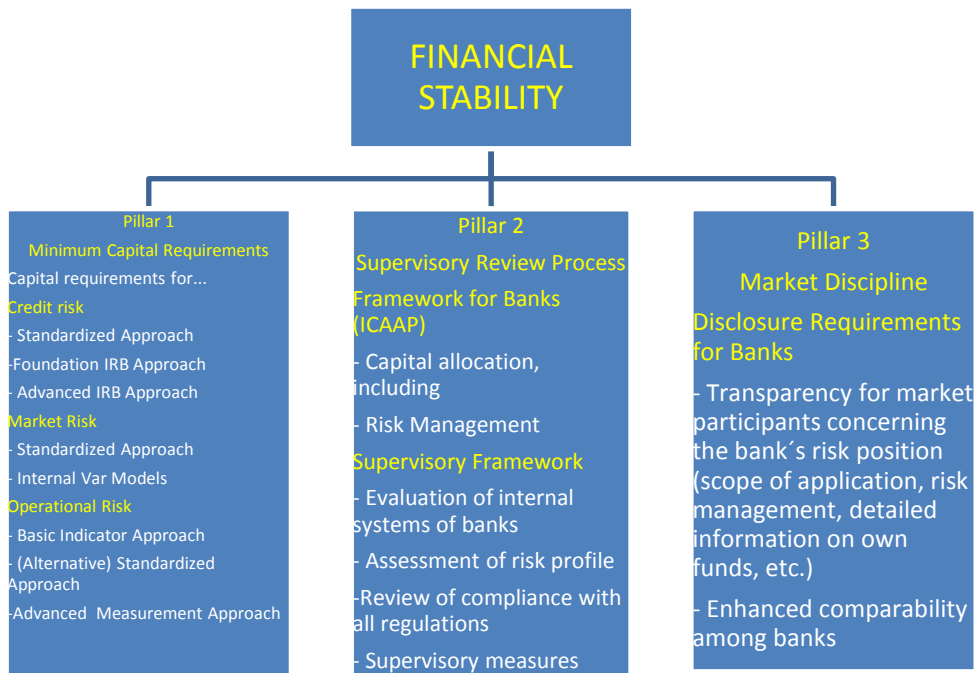 FINANCIAL
STABILITY
Pillar 1
Minimum Capital Requirements
Capital requirements for...
Credit risk
- Standardized Approach
-Foundation IRB Approach
- Advanced IRB Approach
Market Risk
- Standardized Approach
- Internal Var Models
Operational Risk
- Basic Indicator Approach
- (Alternative) Standardized
Approach
-Advanced Measurement Approach
Pillar 2
Supervisory Review Process
Framework for Banks
(ICAAP)
- Capital allocation,
including
- Risk Management
Supervisory Framework
- Evaluation of internal
systems of banks
- Assessment of risk profile
-Review of compliance with
all regulations
- Supervisory measures
Pillar 3
Market Discipline
Disclosure Requirements
for Banks
- Transparency for market
participants concerning
the bank´s risk position
(scope of application, risk
management, detailed
information on own
funds, etc.)
- Enhanced comparability
among banks